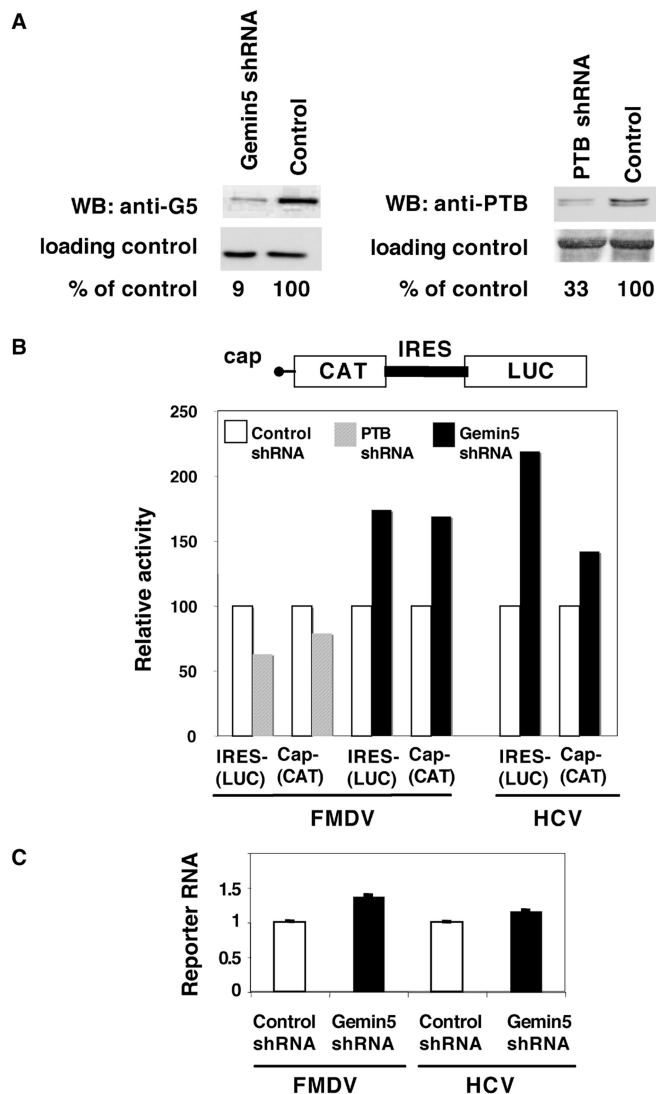 A
Gemin5 shRNA
Control
WB: anti-G5
loading control
% of control 9 100
PTB shRNA
Control
WB: anti-PTB
loading control
% of control 33 100
B
cap CAT IRES LUC
Relative activity
250
200
150
100
50
0
Control shRNA
PTB shRNA
Gemin5 shRNA
IRES-(LUC)
Cap-(CAT)
IRES-(LUC)
Cap-(CAT)
IRES-(LUC)
Cap-(CAT)
FMDV
HCV
C
Reporter RNA
1.5
1
0.5
0
Control shRNA
Gemin5 shRNA
Control shRNA
Gemin5 shRNA
FMDV
HCV